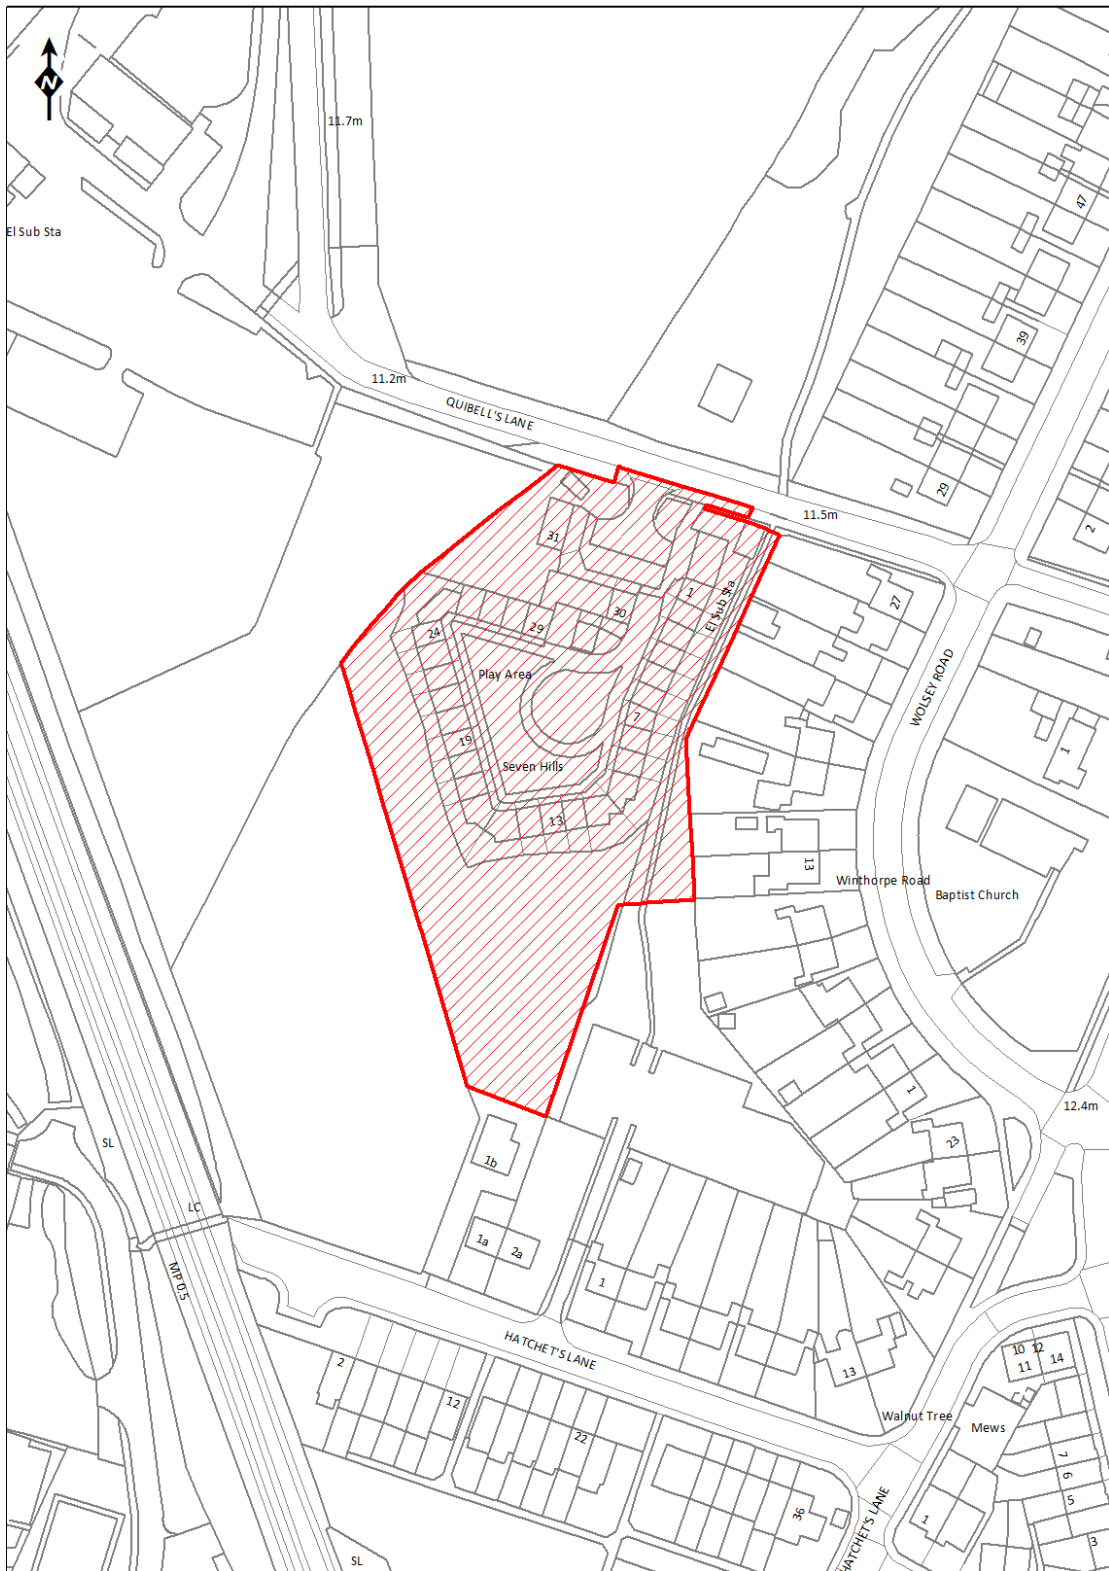 N
11.7m
47
El Sub Sta
39
11.2m
QUIBELL'S LANE
29
11.5m
2
31
1
El Sub Sta
27
30
29
24
WOLSEY ROAD
Play Area
7
19
1
Seven Hills
13
13
Winthorpe Road
Baptist Church
1
12.4m
SL
23
1b
LC
1a
2a
MP 0.5
1
HATCHET'S LANE
2
13
10
12
11
14
12
Walnut Tree
Mews
22
7
6
5
36
1
3
HATCHET'S LANE
SL